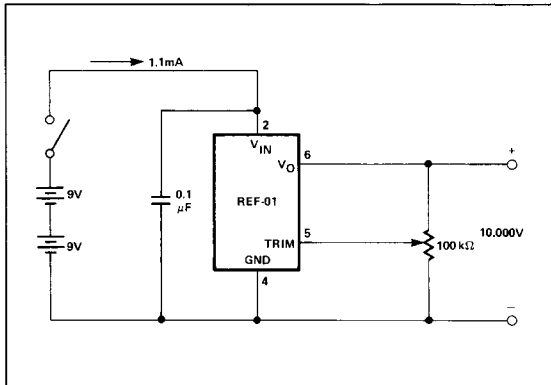 1.1mA
2
VIN
VO
6
9V
0.1
μF
REF-01
9V
TRIM
5
100 kΩ
10.000V
GND
4
+
−